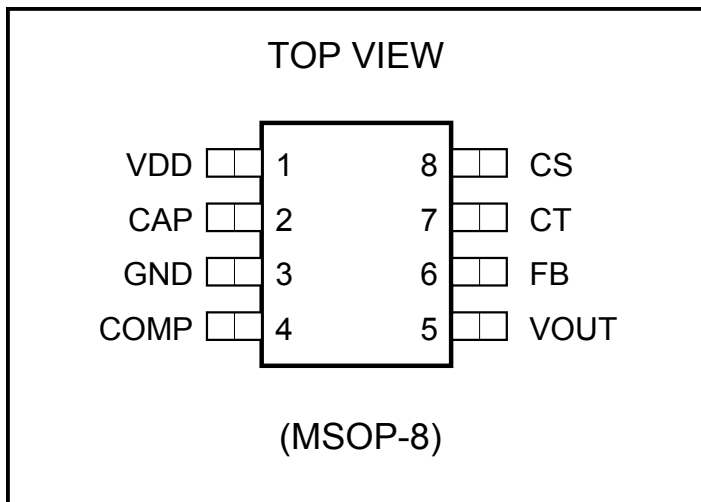 TOP VIEW
VDD 1 8 CS
CAP 2 7 CT
GND 3 6 FB
COMP 4 5 VOUT
(MSOP-8)